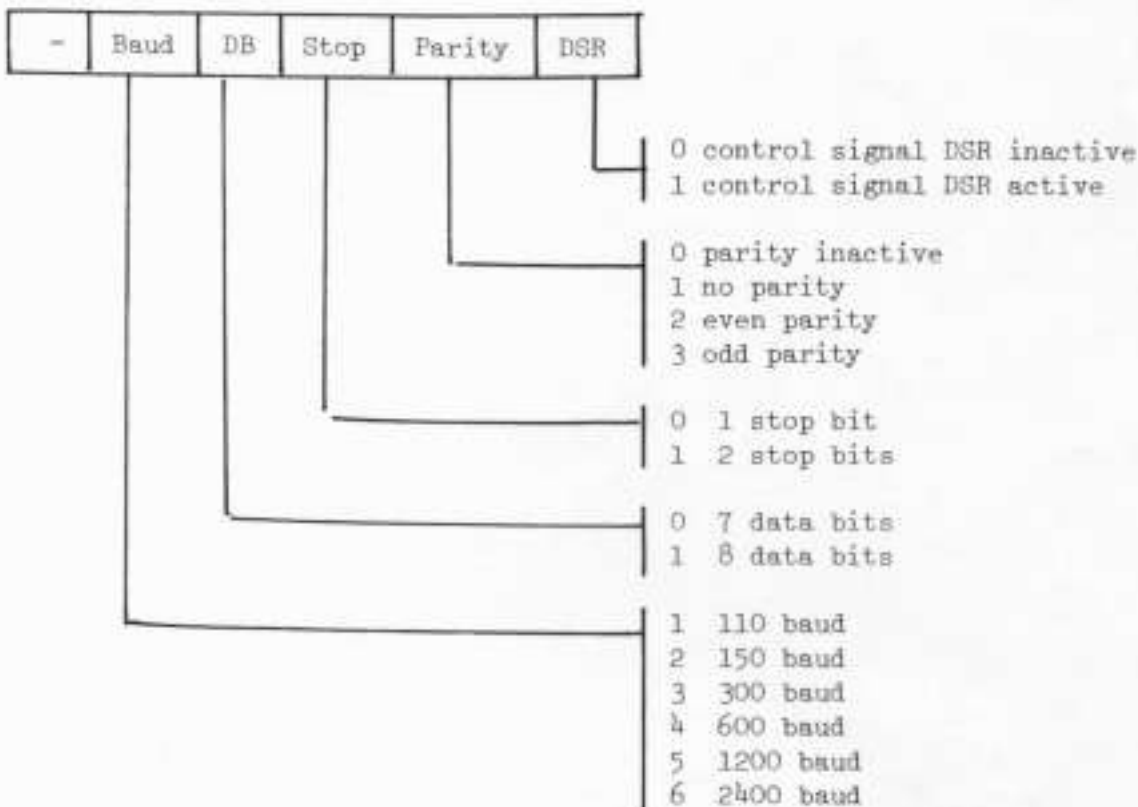 - Baud DB Stop Parity DSR
0 control signal DSR inactive
1 control signal DSR active
0 parity inactive
1 no parity
2 even parity
3 odd parity
0 1 stop bit
1 2 stop bits
0 7 data bits
1 8 data bits
1 110 baud
2 150 baud
3 300 baud
4 600 baud
5 1200 baud
6 2400 baud